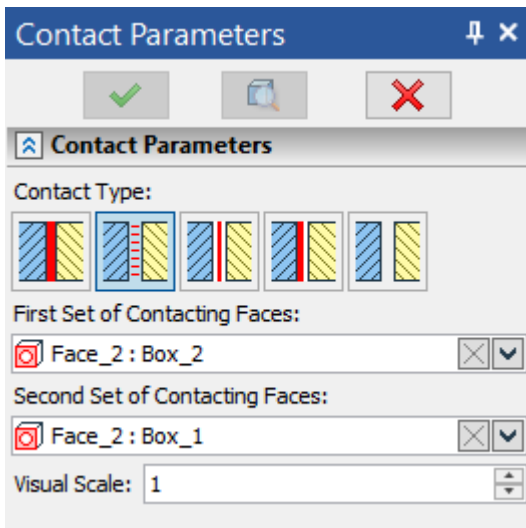 Contact Parameters
Contact Parameters
Contact Type:
First Set of Contacting Faces:
Face_2 : Box_2
Second Set of Contacting Faces:
Face_2 : Box_1
Visual Scale: 1